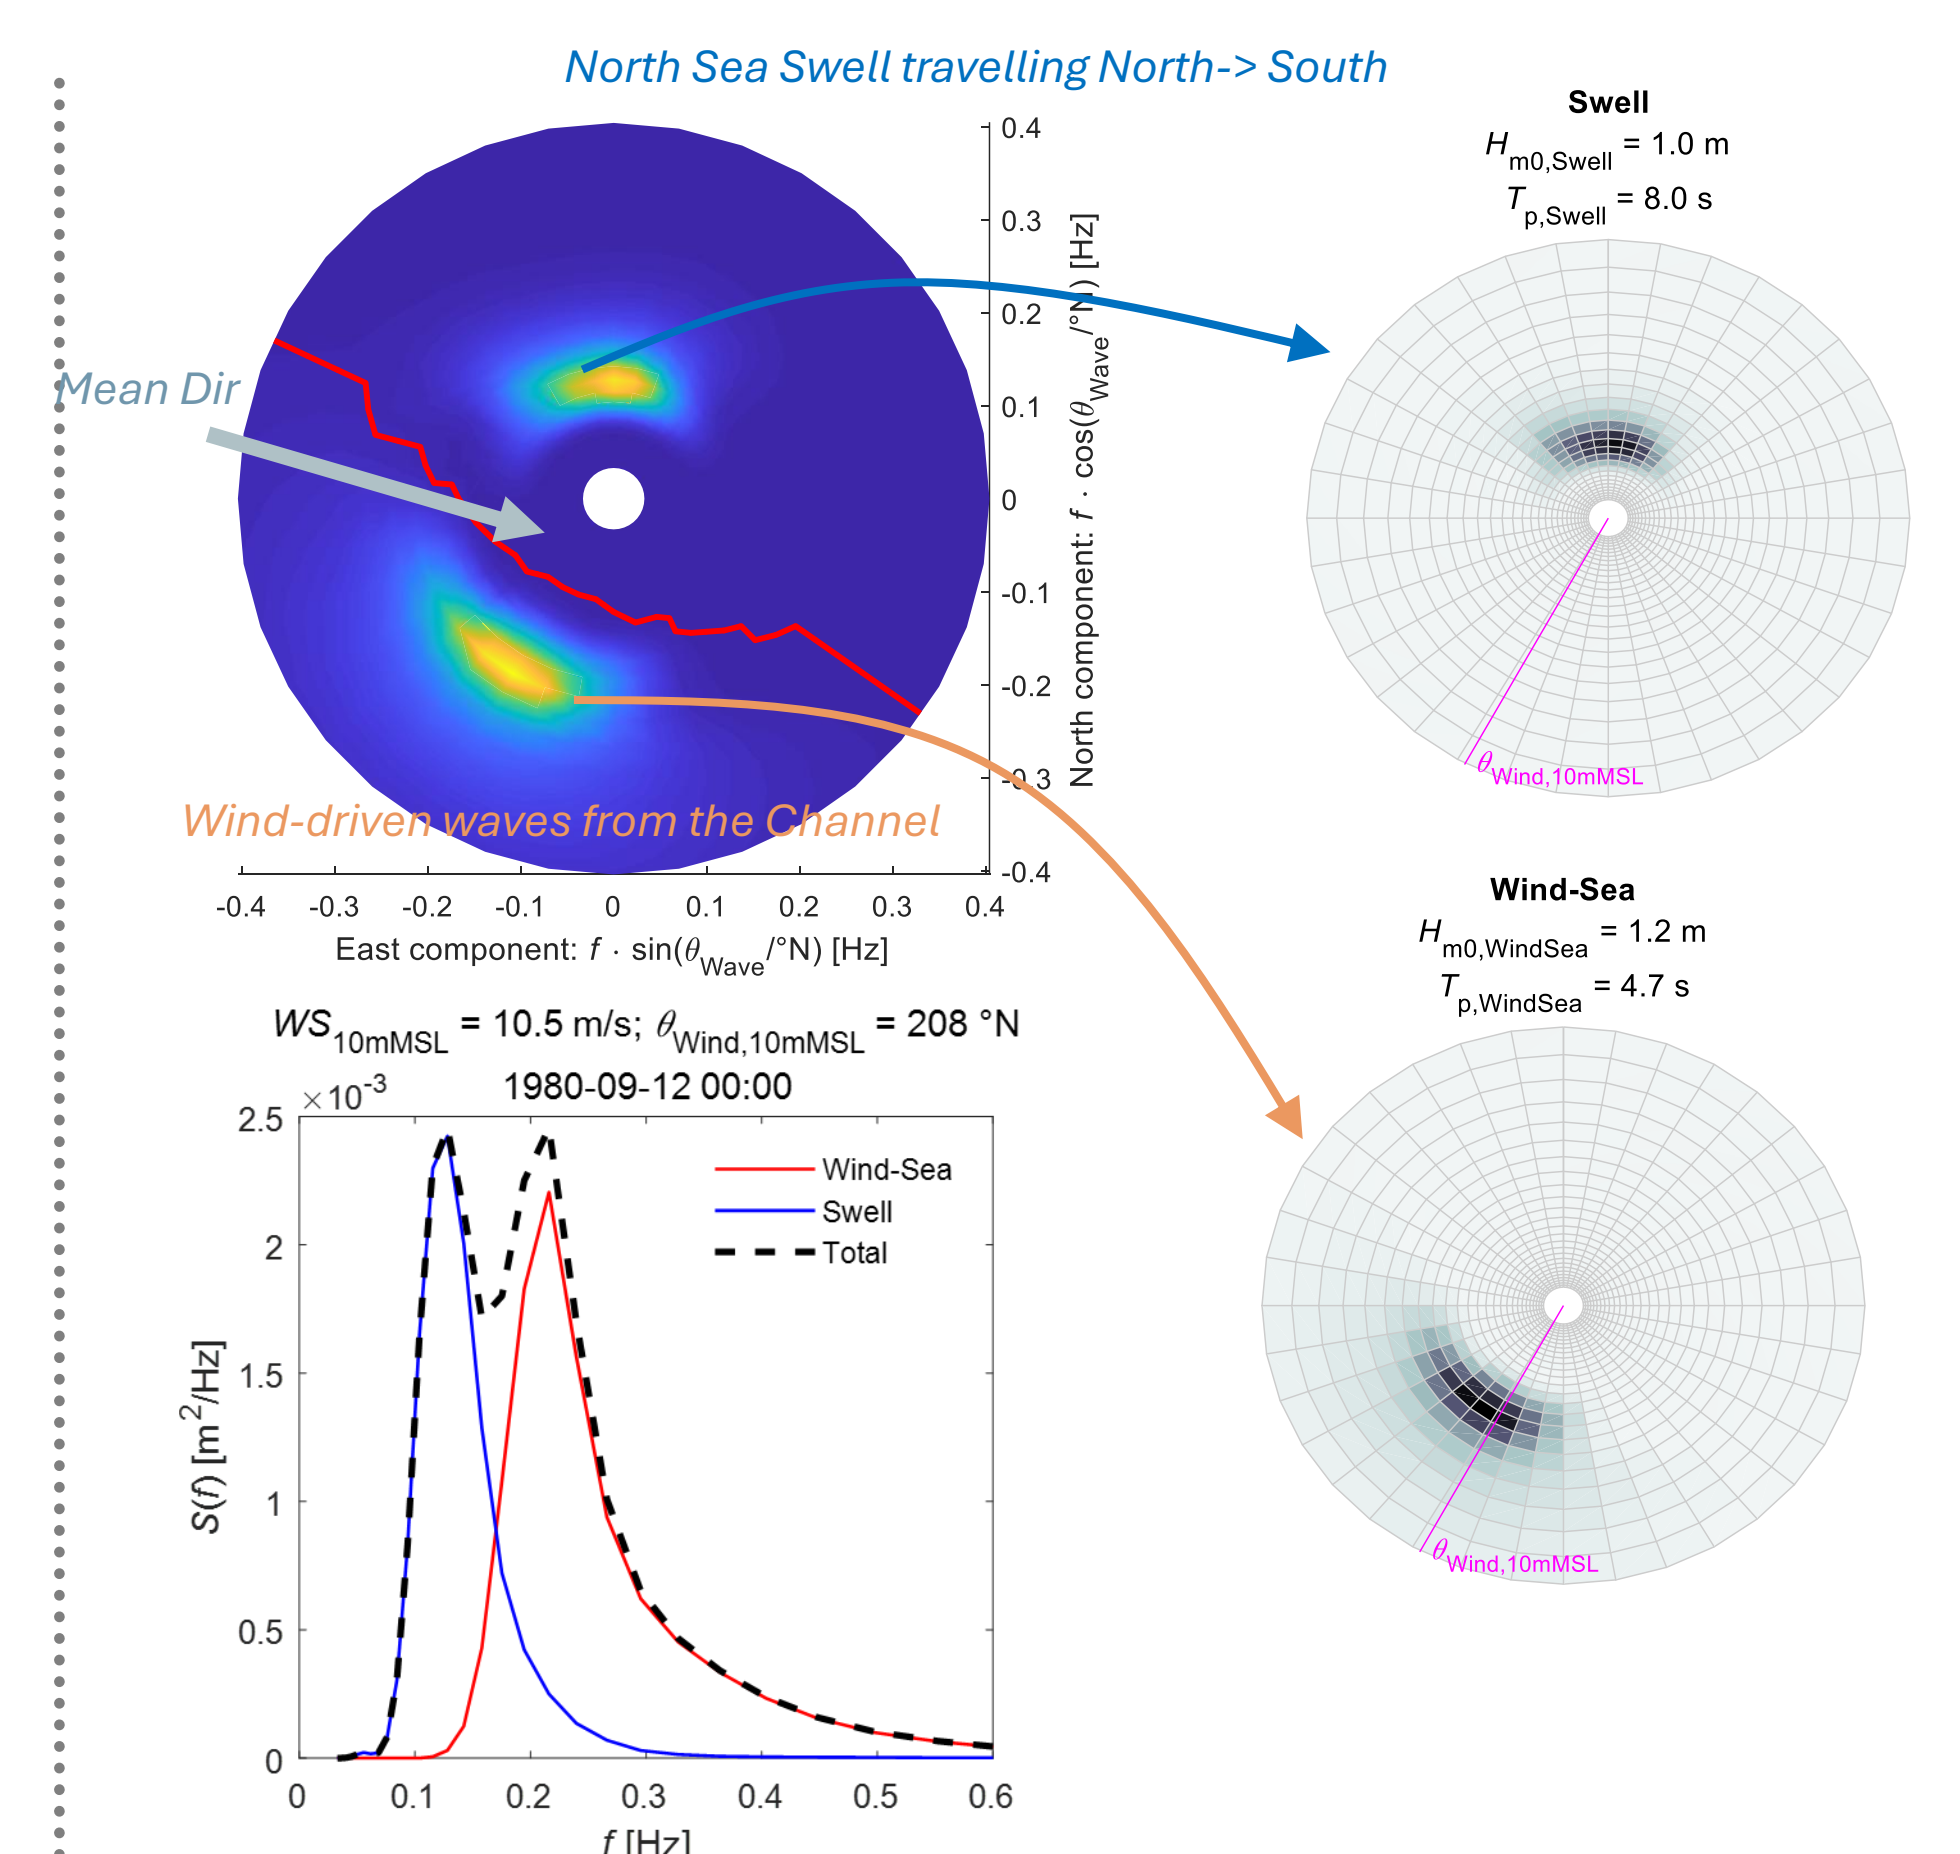 North Sea Swell travelling North-> South
Mean Dir
Wind-driven waves from the Channel
0.4
0.3
0.2
0.1
0
-0.1
-0.2
-0.3
-0.4
North component: f · cos(θWave/°N) [Hz]
-0.4 -0.3 -0.2 -0.1 0 0.1 0.2 0.3 0.4
East component: f · sin(θWave/°N) [Hz]
Swell
Hm0,Swell = 1.0 m
Tp,Swell = 8.0 s
θWind,10mMSL
Wind-Sea
Hm0,WindSea = 1.2 m
Tp,WindSea = 4.7 s
θWind,10mMSL
WS10mMSL = 10.5 m/s; θWind,10mMSL = 208 °N
1980-09-12 00:00
×10-3
2.5
2
1.5
1
0.5
0
S(f) [m2/Hz]
Wind-Sea
Swell
Total
0 0.1 0.2 0.3 0.4 0.5 0.6
f [Hz]